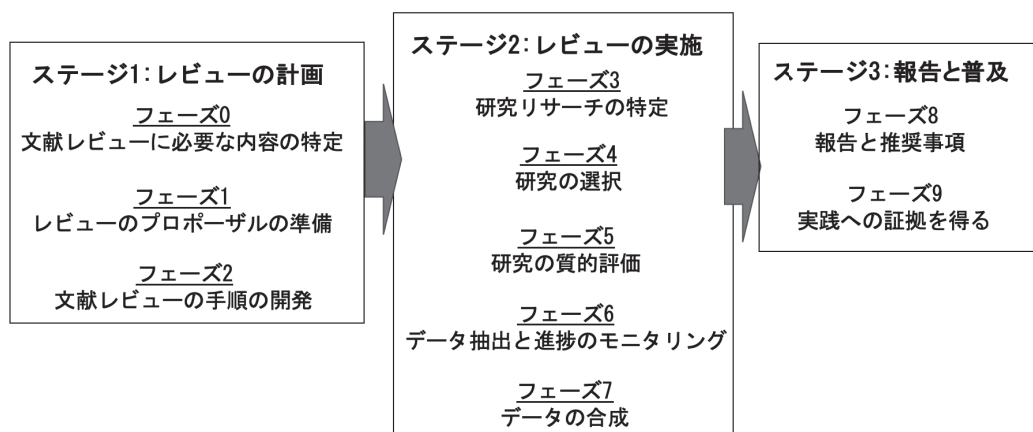 ステージ1:レビューの計画
フェーズ0
文献レビューに必要な内容の特定
フェーズ1
レビューのプロポーザルの準備
フェーズ2
文献レビューの手順の開発
ステージ2:レビューの実施
フェーズ3
研究リサーチの特定
フェーズ4
研究の選択
フェーズ5
研究の質的評価
フェーズ6
データ抽出と進捗のモニタリング
フェーズ7
データの合成
ステージ3:報告と普及
フェーズ8
報告と推奨事項
フェーズ9
実践への証拠を得る